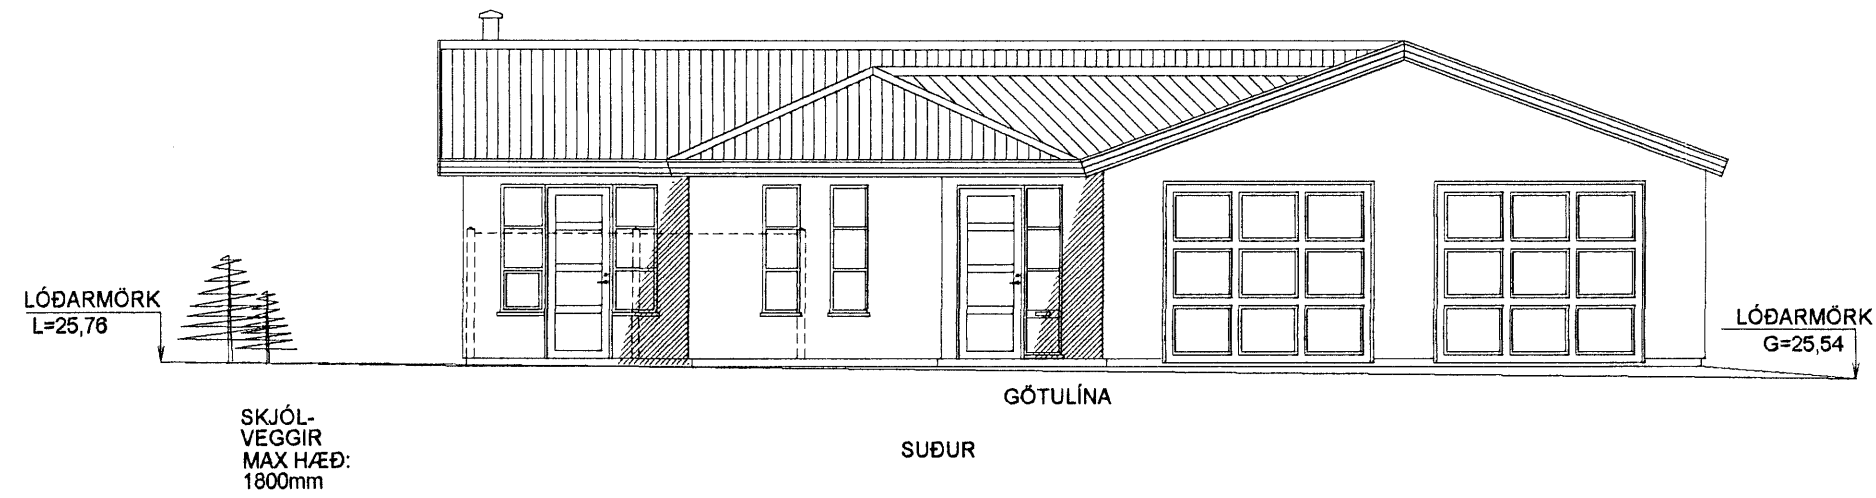 LÓÐARMÖRK
L=25,76
LÓÐARMÖRK
G=25,54
GÖTULÍNA
SKJÓL-
VEGGIR
MAX HÆÐ:
1800mm
SUÐUR